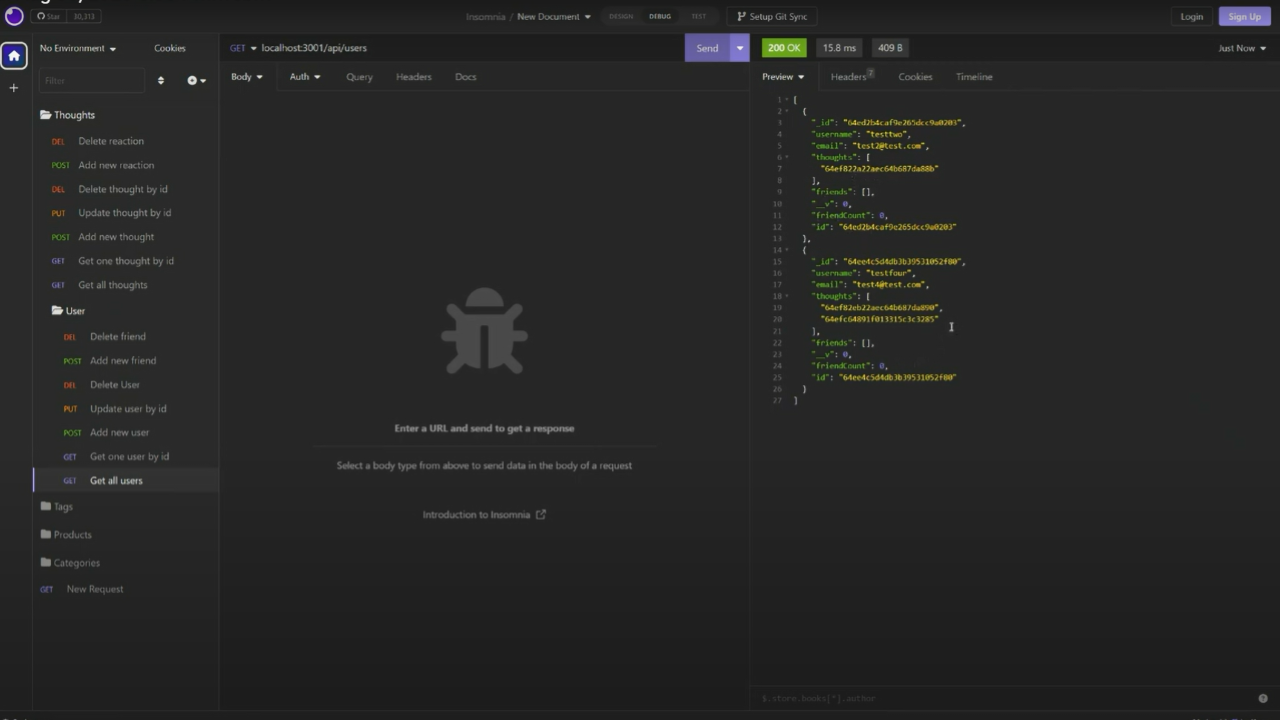 Star 30,313
Insomnia / New Document
DESIGN DEBUG TEST
Setup Git Sync
Login
Sign Up
No Environment
Cookies
GET localhost:3001/api/users
Send
200 OK
15.8 ms
409 B
Just Now
Filter
Body
Auth
Query
Headers
Docs
Preview
Headers 7
Cookies
Timeline
Thoughts
DEL Delete reaction
POST Add new reaction
DEL Delete thought by id
PUT Update thought by id
POST Add new thought
GET Get one thought by id
GET Get all thoughts
User
DEL Delete friend
POST Add new friend
DEL Delete User
PUT Update user by id
POST Add new user
GET Get one user by id
GET Get all users
Tags
Products
Categories
GET New Request
Enter a URL and send to get a response
Select a body type from above to send data in the body of a request
Introduction to Insomnia
1 [
2 {
3 "_id": "64ed2b4caf9e265dcc9a0203",
4 "username": "testtwo",
5 "email": "test2@test.com",
6 "thoughts": [
7 "64ef822a22aec64b687da88b"
8 ],
9 "friends": [],
10 "__v": 0,
11 "friendCount": 0,
12 "id": "64ed2b4caf9e265dcc9a0203"
13 },
14 {
15 "_id": "64ee4c5d4db3b39531052f00",
16 "username": "testfour",
17 "email": "test4@test.com",
18 "thoughts": [
19 "64ef82eb22aec64b687da890",
20 "64efc64891f013315c3c3285"
21 ],
22 "friends": [],
23 "__v": 0,
24 "friendCount": 0,
25 "id": "64ee4c5d4db3b39531052f00"
26 }
27 ]
$.store.books[*].author